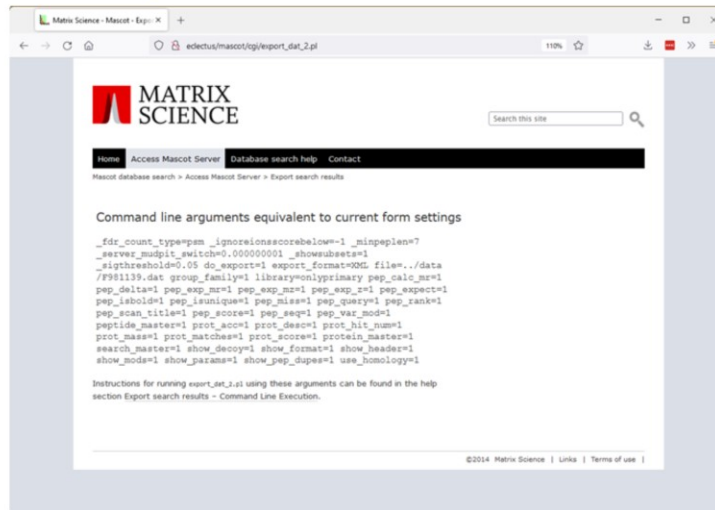 Matrix Science - Mascot - Expo
eclectus/mascot/cgi/export_dat_2.pl
110%
MATRIX
SCIENCE
Search this site
Home Access Mascot Server Database search help Contact
Mascot database search > Access Mascot Server > Export search results
Command line arguments equivalent to current form settings
_fdr_count_type=psm _ignoreionsscorebelow=-1 _minpeplen=7
_server_mudpit_switch=0.000000001 _showsubsets=1
_sigthreshold=0.05 do_export=1 export_format=XML file=../data
/F981139.dat group_family=1 library=onlyprimary pep_calc_mr=1
pep_delta=1 pep_exp_mr=1 pep_exp_mz=1 pep_exp_z=1 pep_expect=1
pep_isbold=1 pep_isunique=1 pep_miss=1 pep_query=1 pep_rank=1
pep_scan_title=1 pep_score=1 pep_seq=1 pep_var_mod=1
peptide_master=1 prot_acc=1 prot_desc=1 prot_hit_num=1
prot_mass=1 prot_matches=1 prot_score=1 protein_master=1
search_master=1 show_decoy=1 show_format=1 show_header=1
show_mods=1 show_params=1 show_pep_dupes=1 use_homology=1
Instructions for running export_dat_2.pl using these arguments can be found in the help
section Export search results - Command Line Execution.
©2014 Matrix Science | Links | Terms of use |